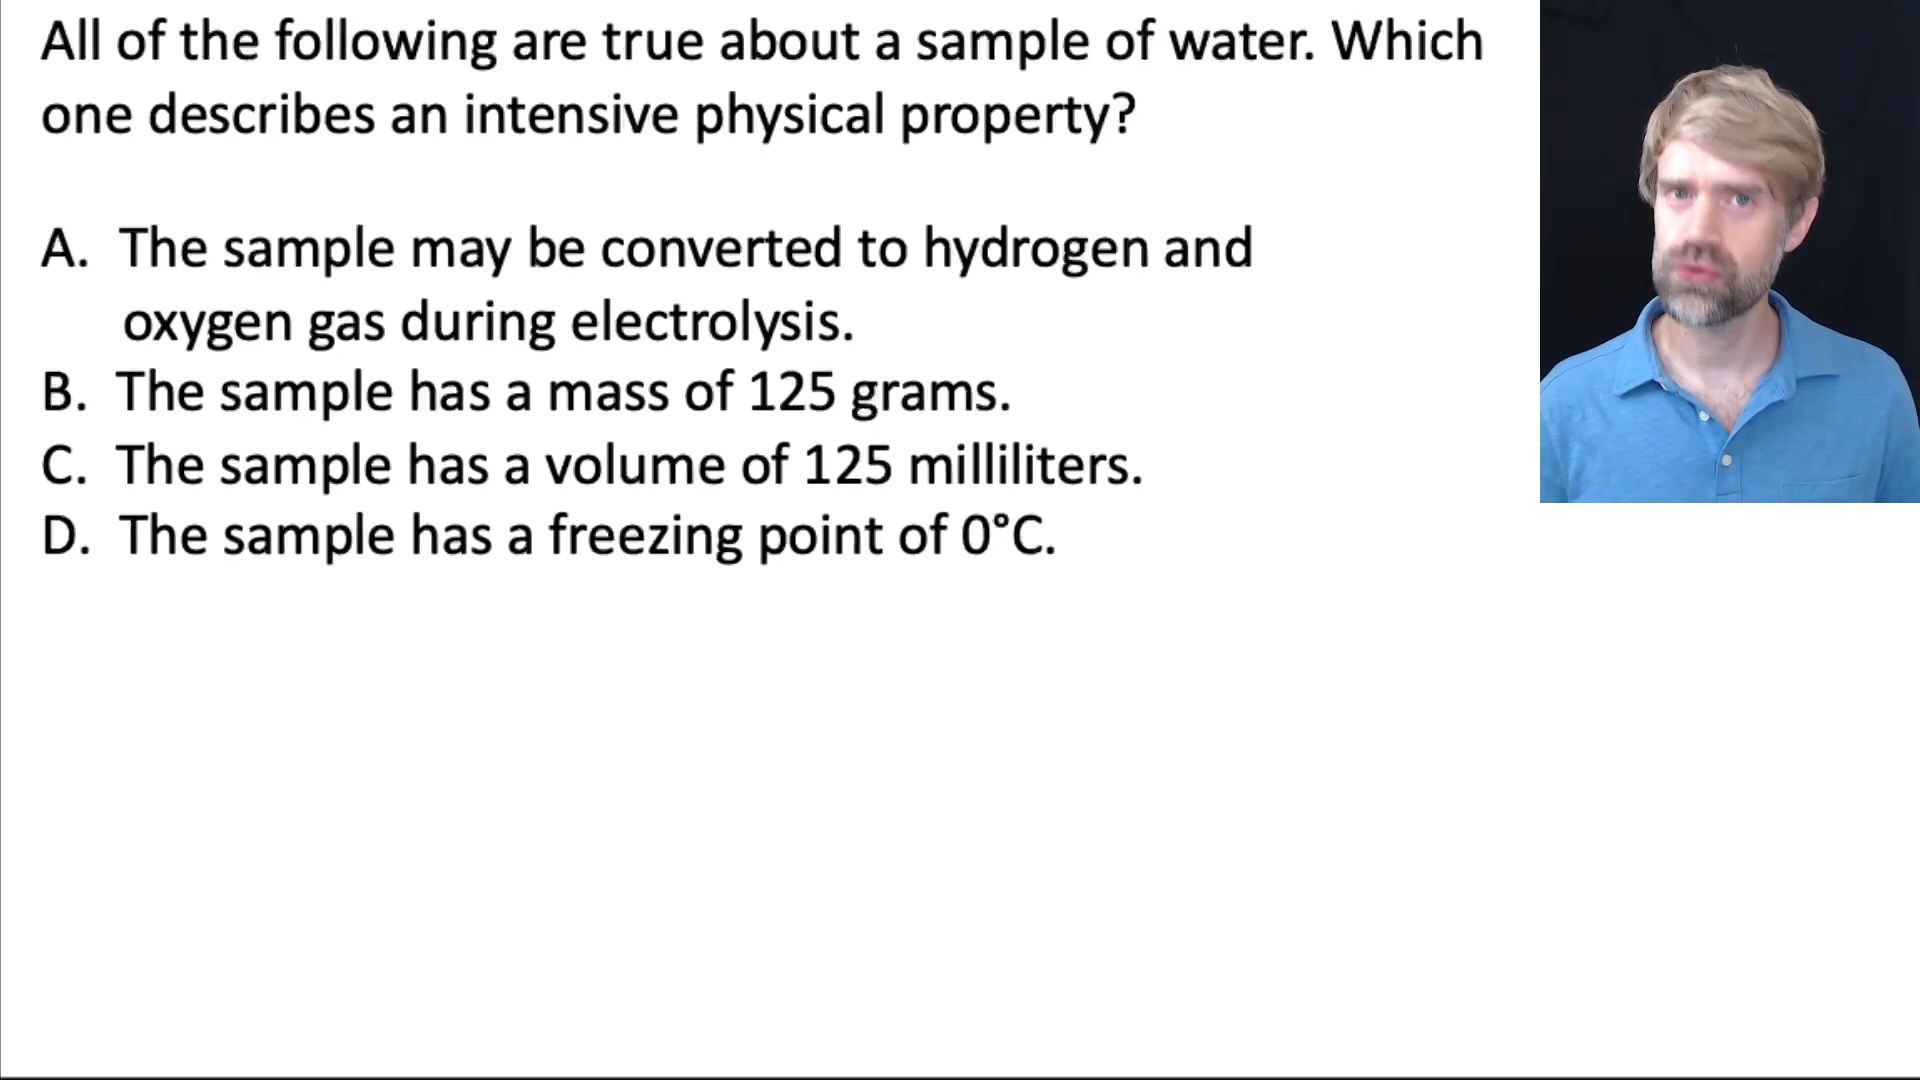 All of the following are true about a sample of water. Which
one describes an intensive physical property?
A. The sample may be converted to hydrogen and
oxygen gas during electrolysis.
B. The sample has a mass of 125 grams.
C. The sample has a volume of 125 milliliters.
D. The sample has a freezing point of 0°C.